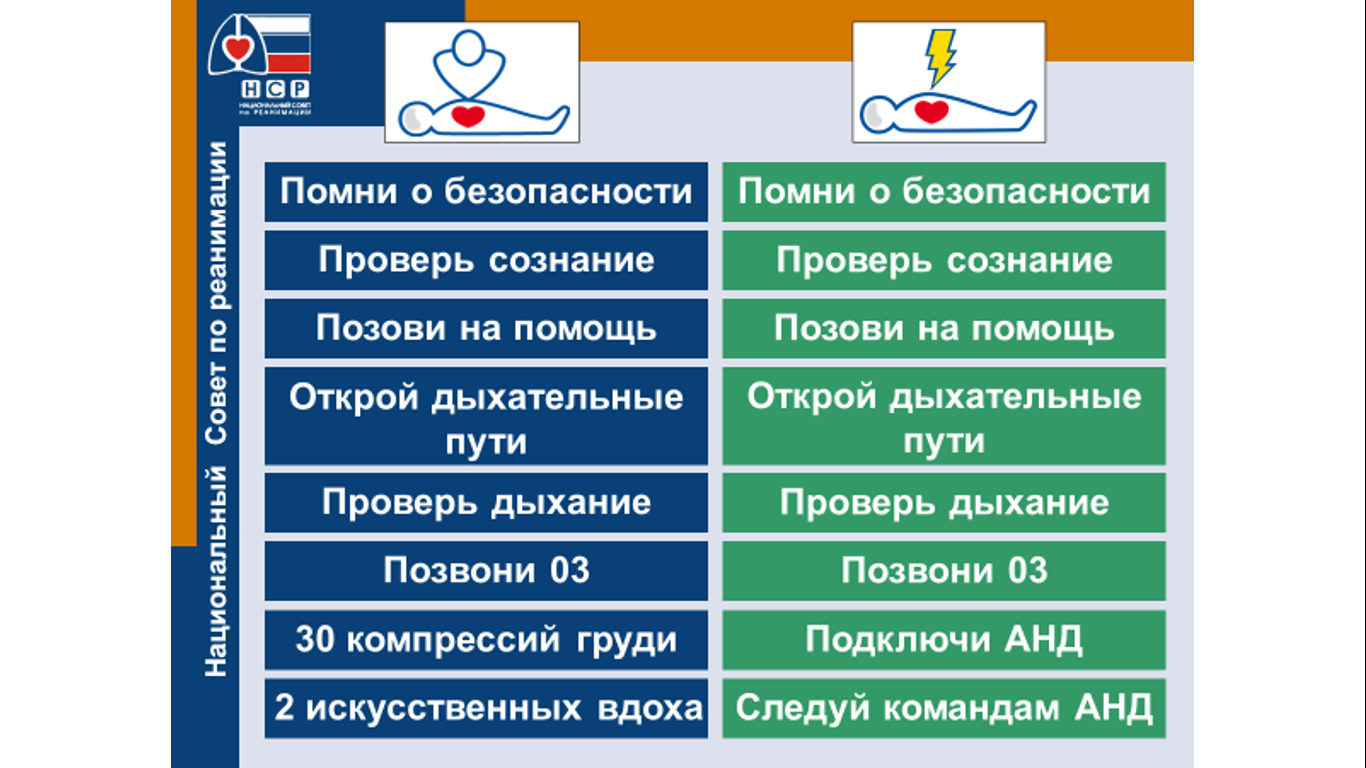 НСР
НАЦИОНАЛЬНЫЙ СОВЕТ
по РЕАНИМАЦИИ
Национальный Совет по реанимации
Помни о безопасности
Проверь сознание
Позови на помощь
Открой дыхательные
пути
Проверь дыхание
Позвони 03
30 компрессий груди
2 искусственных вдоха
Помни о безопасности
Проверь сознание
Позови на помощь
Открой дыхательные
пути
Проверь дыхание
Позвони 03
Подключи АНД
Следуй командам АНД